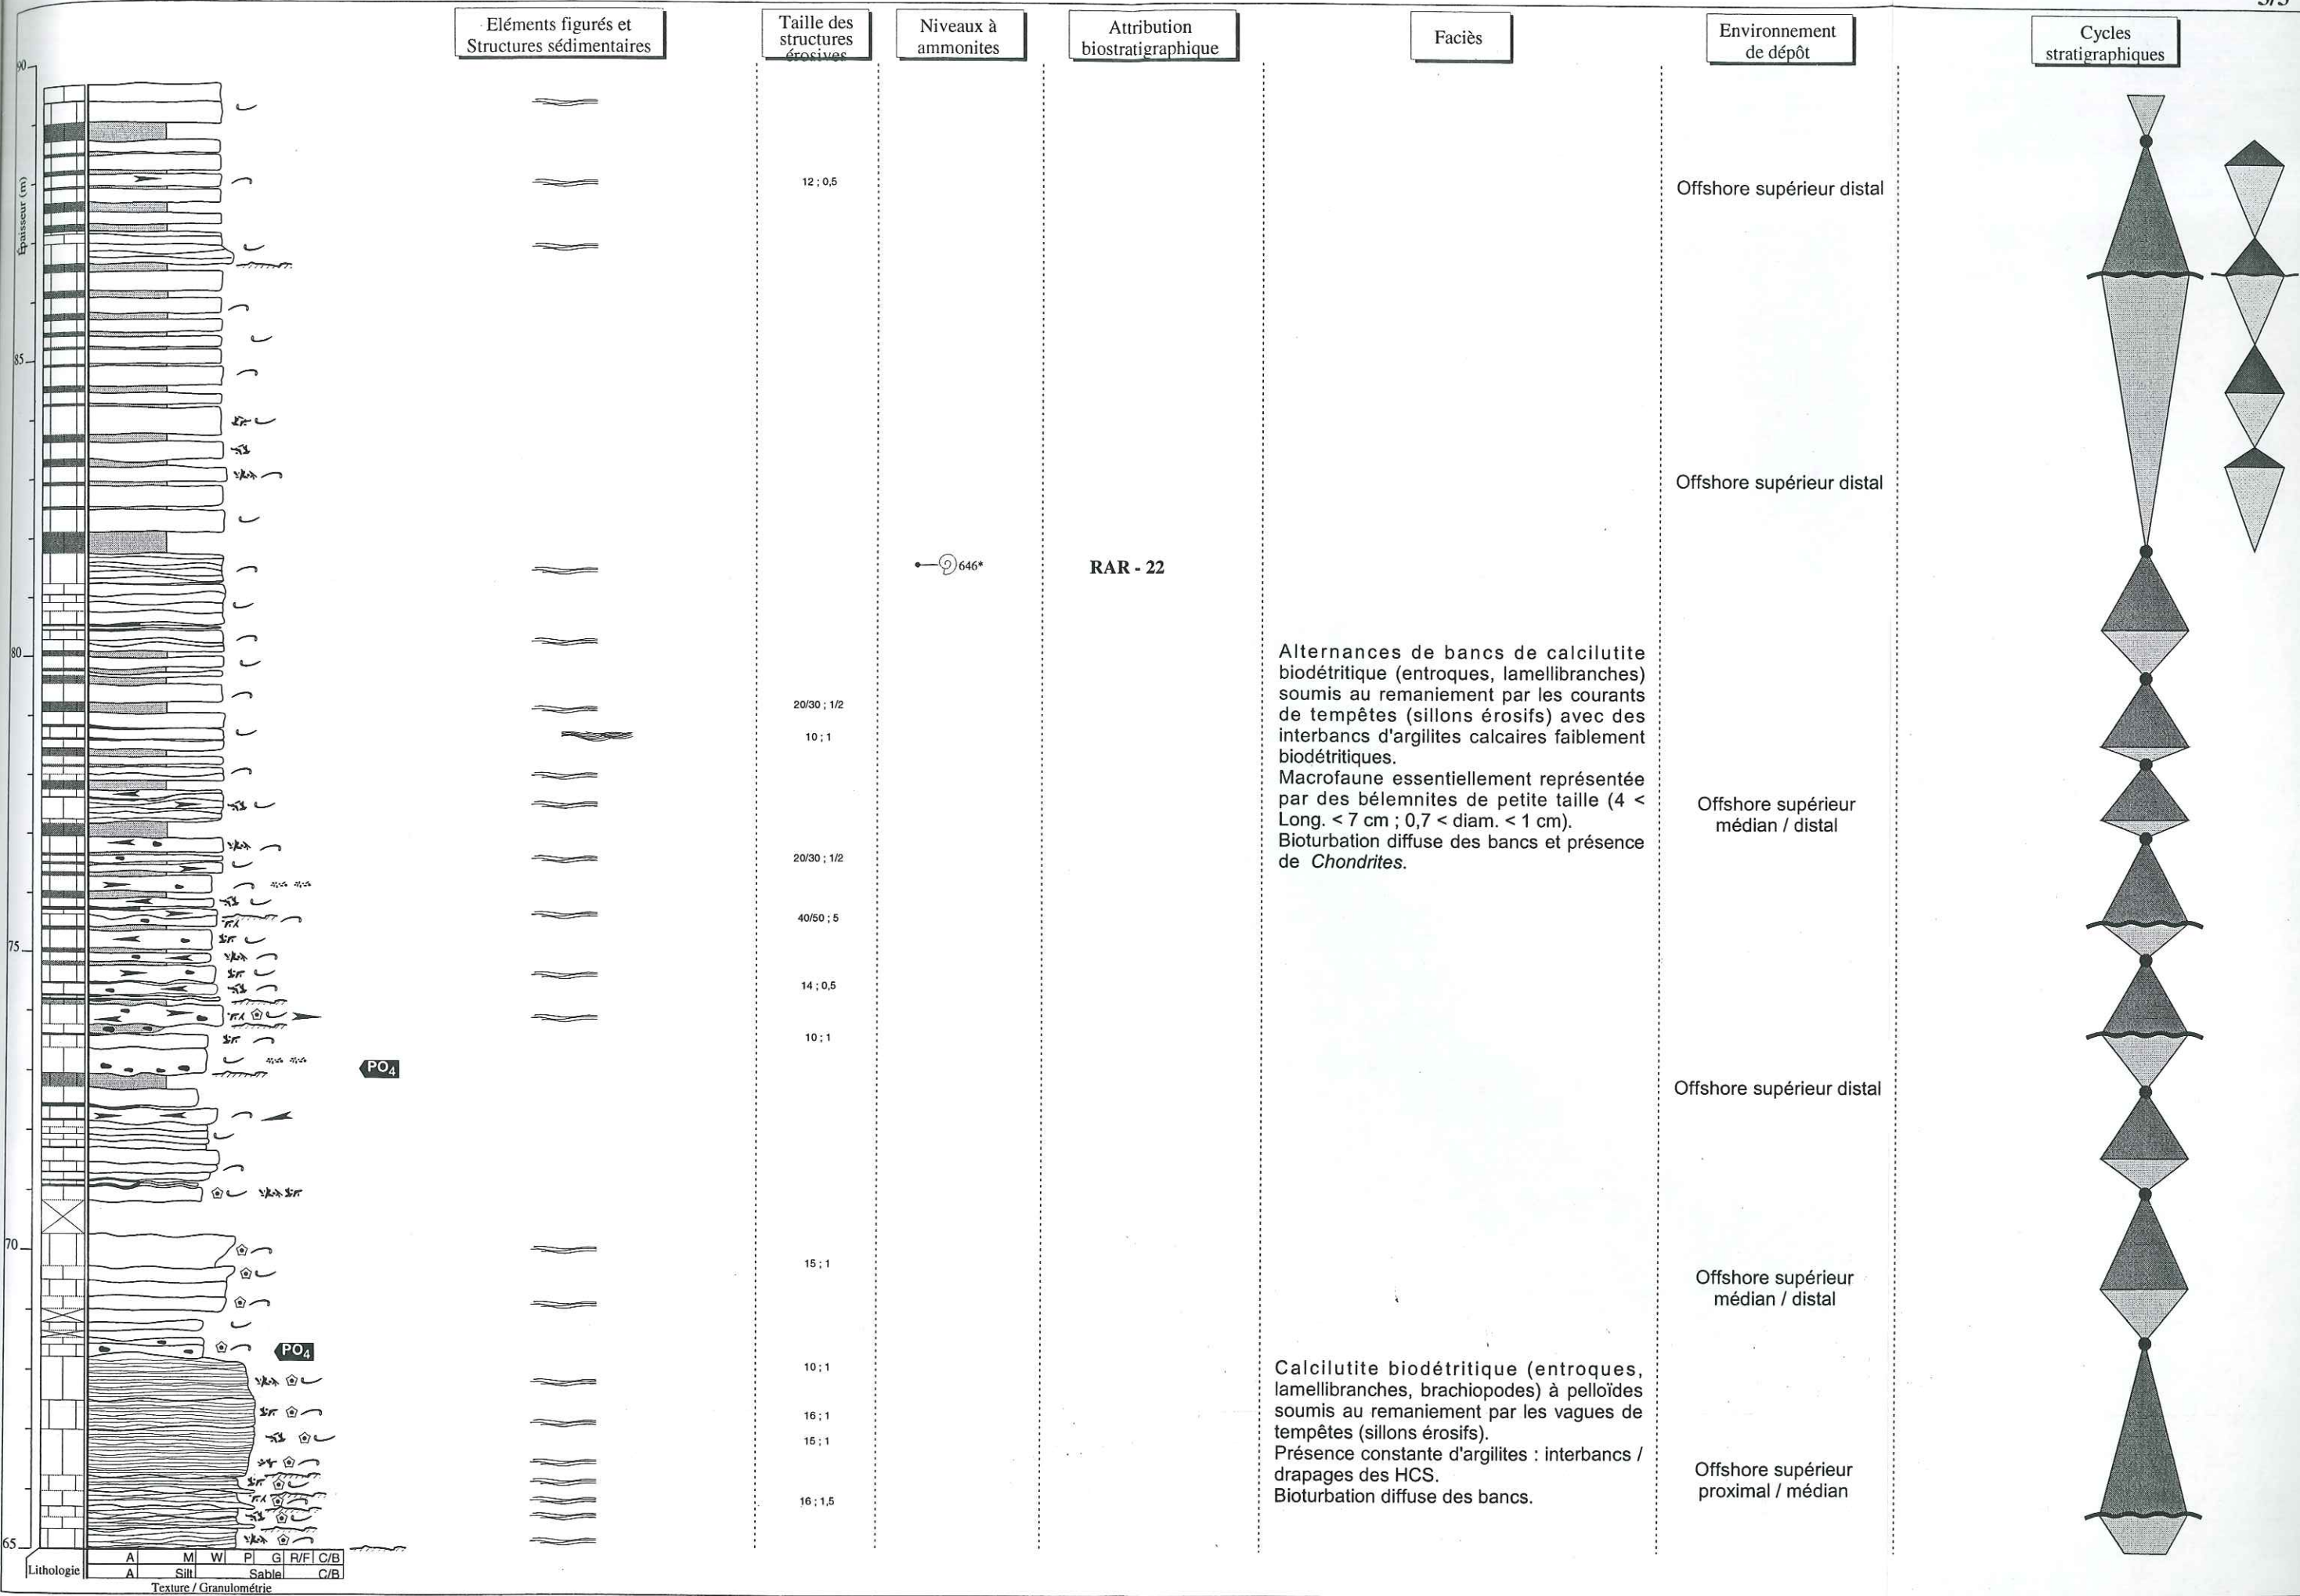 3/3
Eléments figurés et
Structures sédimentaires
Taille des
structures
érosives
Niveaux à
ammonites
Attribution
biostratigraphique
Faciès
Environnement
de dépôt
Cycles
stratigraphiques
90
Épaisseur (m)
12 ; 0,5
Offshore supérieur distal
85
Offshore supérieur distal
646*
RAR - 22
80
Alternances de bancs de calcilutite
biodétritique (entroques, lamellibranches)
soumis au remaniement par les courants
de tempêtes (sillons érosifs) avec des
interbancs d'argilites calcaires faiblement
biodétritiques.
Macrofaune essentiellement représentée
par des bélemnites de petite taille (4 <
Long. < 7 cm ; 0,7 < diam. < 1 cm).
Bioturbation diffuse des bancs et présence
de Chondrites.
20/30 ; 1/2
10 ; 1
Offshore supérieur
médian / distal
20/30 ; 1/2
40/50 ; 5
75
14 ; 0,5
10 ; 1
PO4
Offshore supérieur distal
70
15 ; 1
Offshore supérieur
médian / distal
PO4
10 ; 1
16 ; 1
15 ; 1
16 ; 1,5
Calcilutite biodétritique (entroques,
lamellibranches, brachiopodes) à pelloïdes
soumis au remaniement par les vagues de
tempêtes (sillons érosifs).
Présence constante d'argilites : interbancs /
drapages des HCS.
Bioturbation diffuse des bancs.
Offshore supérieur
proximal / médian
65
Lithologie
A M W P G R/F C/B
A Silt Sable C/B
Texture / Granulométrie